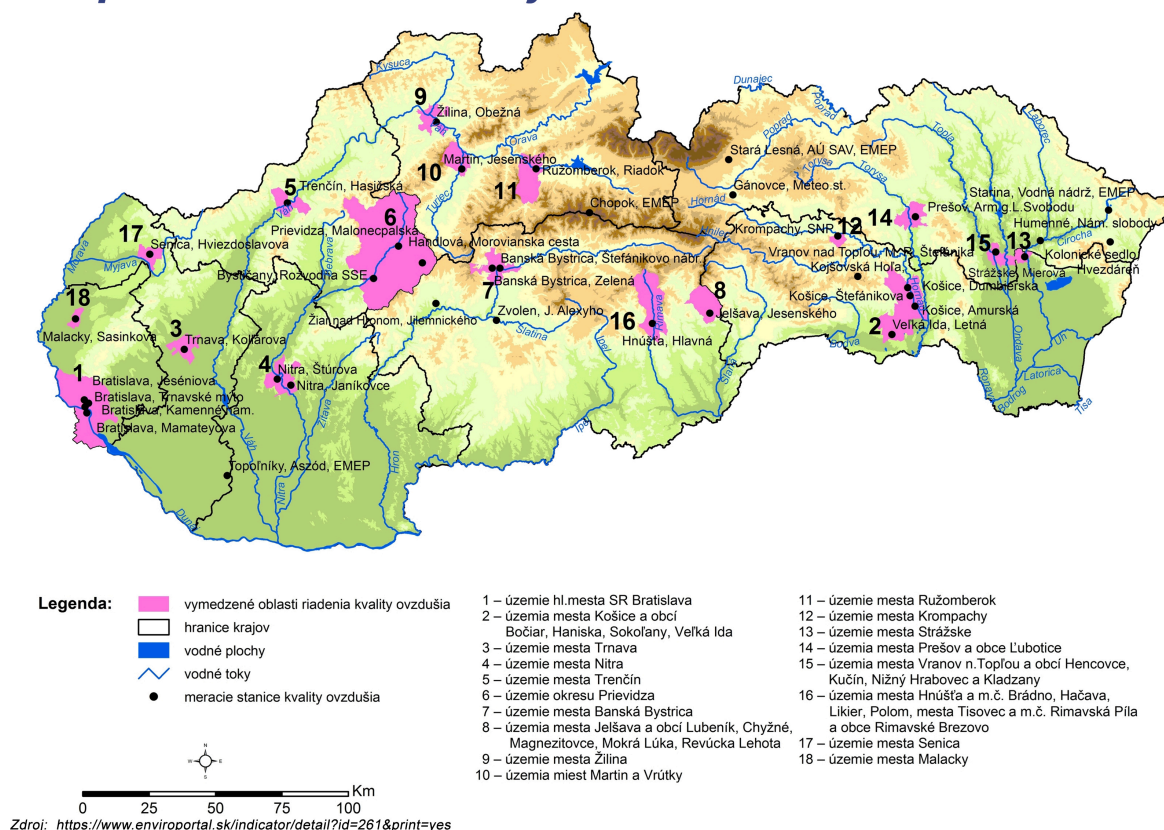 Kysuca
Dunajec
9
Žilina, Obežná
Váh
Orava
Poprad
Poprad
Topľa
Laborec
10
Martin, Jesenského
11
Ružomberok, Riadok
Stará Lesná, AÚ SAV, EMEP
Torysa
Torysa
5
Trenčín, Hasičská
Váh
Turiec
Gánovce, Meteo.st.
Hornád
Starina, Vodná nádrž, EMEP
6
Prievidza, Malonecpalská
Chopok, EMEP
14
Prešov, Arm.g.L.Svobodu
Humenné, Nám. slobody
17
Senica, Hviezdoslavova
Morava
Myjava
Handlová, Morovianska cesta
Krompachy, SNP
12
Hnilec
Vranov nad Topľou, M. R. Štefánika
15
13
Cirocha
Kolonické sedlo
Hvezdáreň
Bystričany, Rozvodňa SSE
Banská Bystrica, Štefánikovo nábr.
Banská Bystrica, Zelená
7
Kojšovská Hoľa
Strážske, Mierová
18
Malacky, Sasinkova
8
Jelšava, Jesenského
Košice, Štefánikova
Košice, Ďumbierska
Košice, Amurská
Žiar nad Hronom, Jilemnického
Zvolen, J. Alexyho
Slatina
16
Hnúšťa, Hlavná
2
Veľká Ida, Letná
Bodva
3
Trnava, Kollárova
Ipeľ
Slaná
Ondava
Uh
Latorica
1
Bratislava, Jeséniova
Bratislava, Trnavské mýto
Bratislava, Kamenné nám.
Bratislava, Mamateyova
4
Nitra, Štúrova
Nitra, Janíkovce
Žitava
Bodrog
Tisa
Váh
Hron
Topoľníky, Aszód, EMEP
Nitra
Dunaj
Legenda:
vymedzené oblasti riadenia kvality ovzdušia
hranice krajov
vodné plochy
vodné toky
meracie stanice kvality ovzdušia
1 – územie hl.mesta SR Bratislava
2 – územia mesta Košice a obcí
Bočiar, Haniska, Sokoľany, Veľká Ida
3 – územie mesta Trnava
4 – územie mesta Nitra
5 – územie mesta Trenčín
6 – územie okresu Prievidza
7 – územie mesta Banská Bystrica
8 – územia mesta Jelšava a obcí Lubeník, Chyžné,
Magnezitovce, Mokrá Lúka, Revúcka Lehota
9 – územie mesta Žilina
10 – územia miest Martin a Vrútky
11 – územie mesta Ružomberok
12 – územie mesta Krompachy
13 – územie mesta Strážske
14 – územie mesta Prešov a obce Ľubotice
15 – územia mesta Vranov n.Topľou a obcí Hencovce,
Kučín, Nižný Hrabovec a Kladzany
16 – územia mesta Hnúšťa a m.č. Brádno, Hačava,
Likier, Polom, mesta Tisovec a m.č. Rimavská Píla
a obce Rimavské Brezovo
17 – územie mesta Senica
18 – územie mesta Malacky
N
W
E
S
0 25 50 100
Km
Zdroj: https://www.enviroportal.sk/indicator/detail?id=261&print=yes